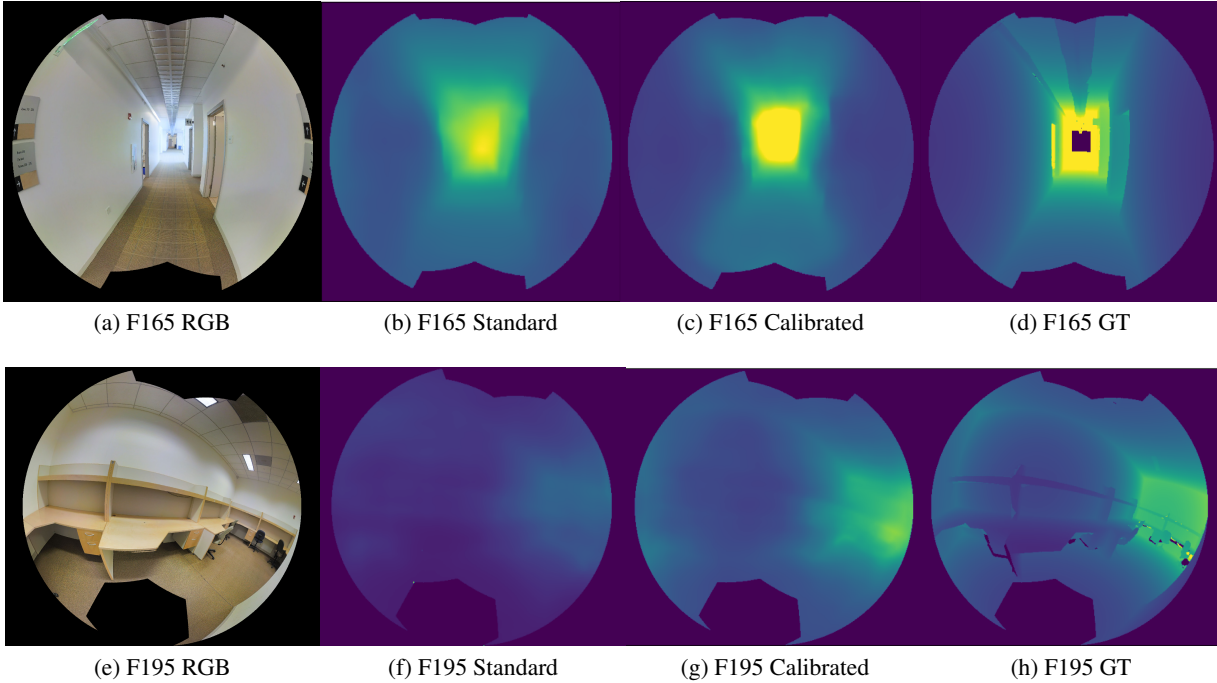 (a) F165 RGB
(b) F165 Standard
(c) F165 Calibrated
(d) F165 GT
(e) F195 RGB
(f) F195 Standard
(g) F195 Calibrated
(h) F195 GT